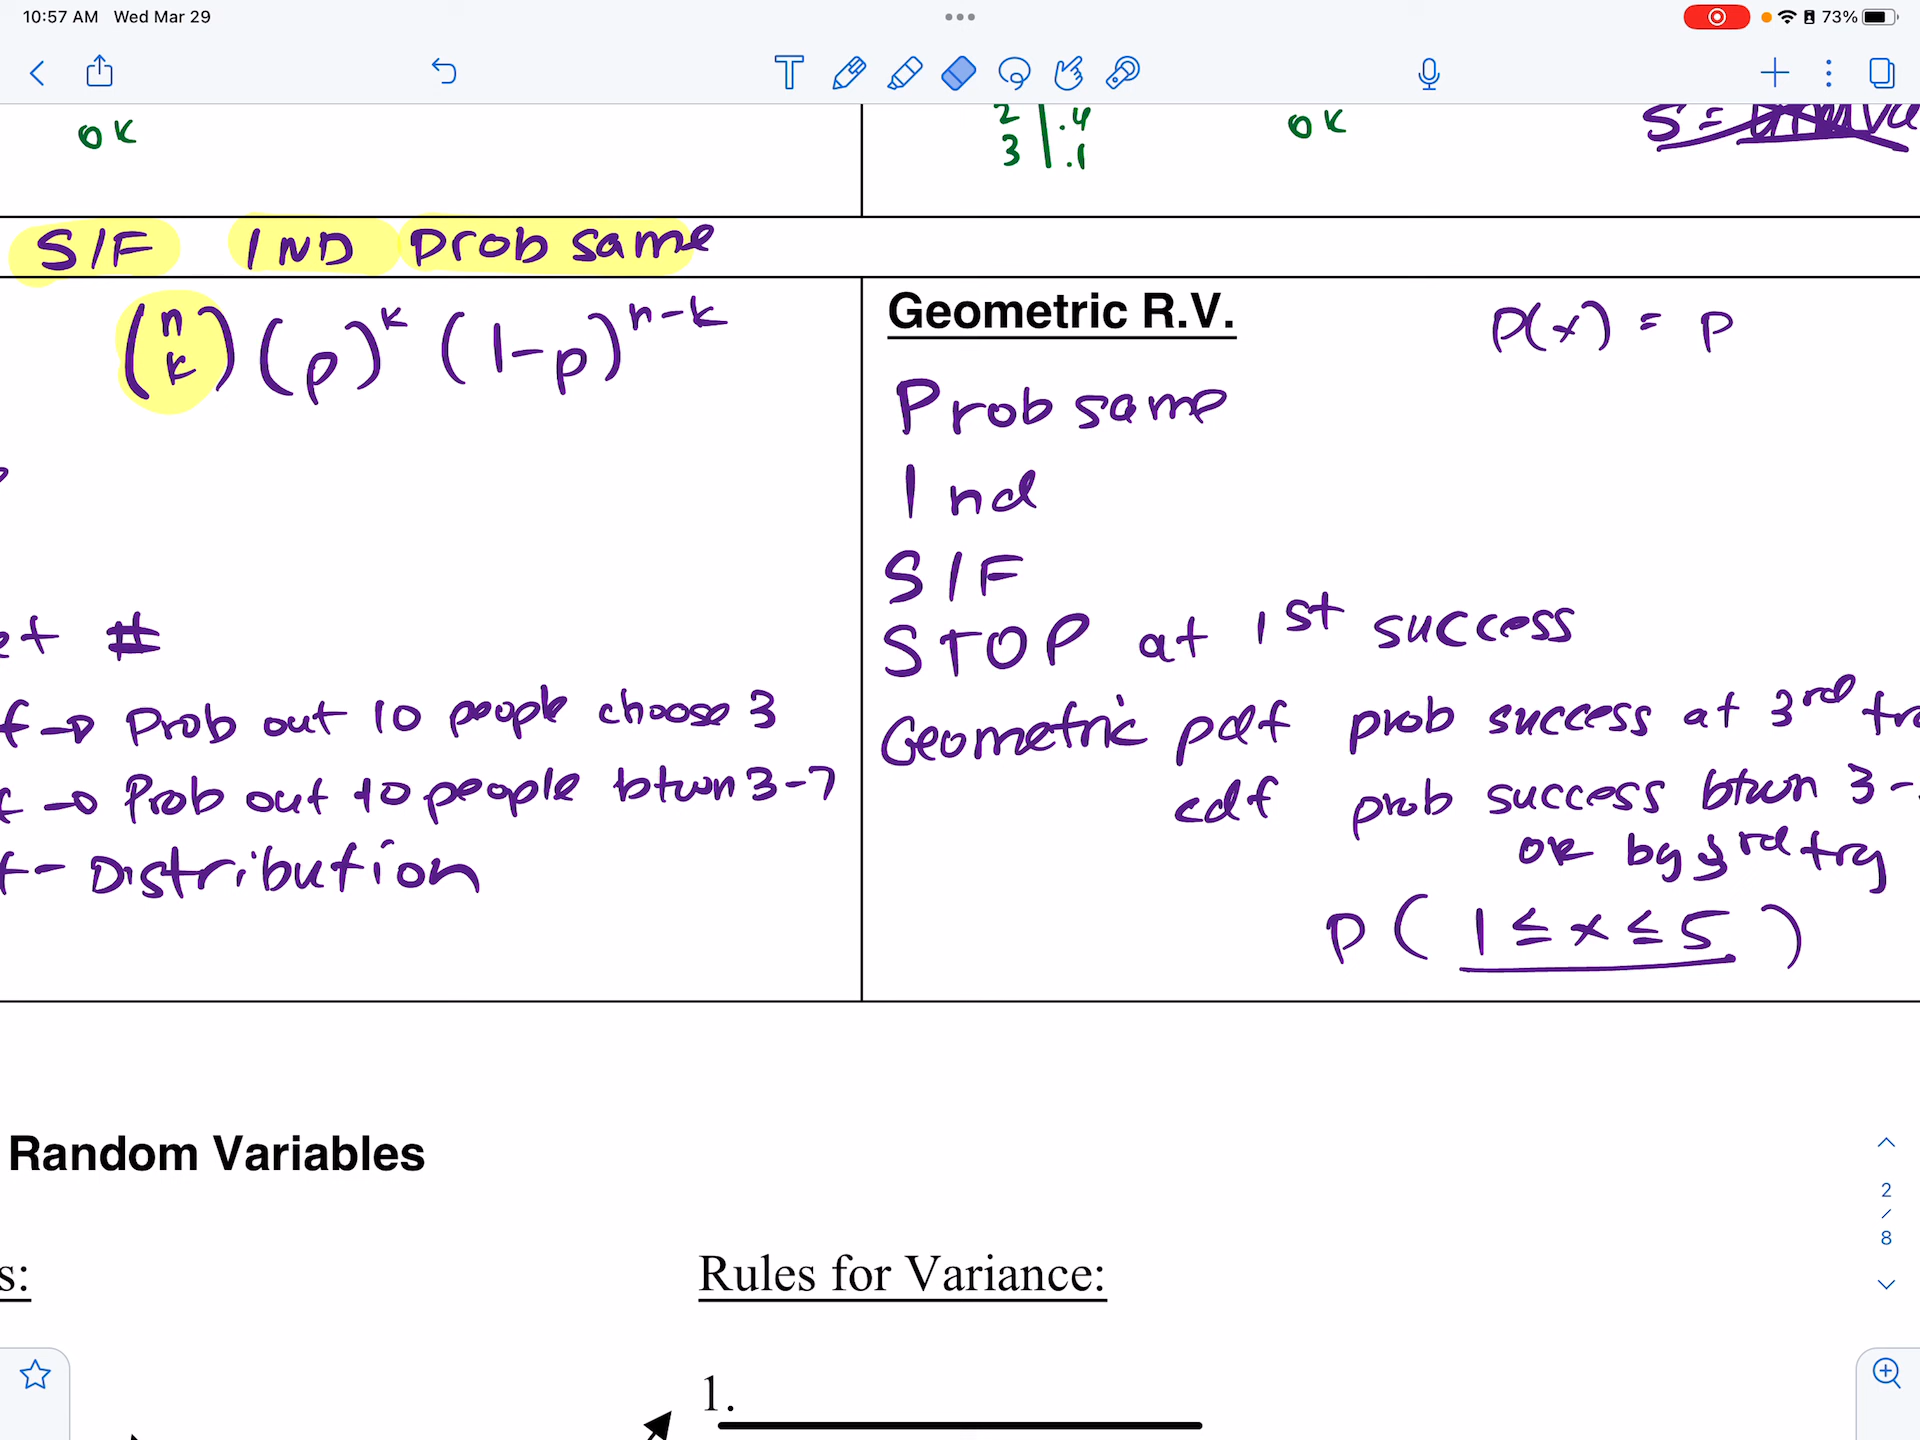 10:57 AM Wed Mar 29
73%
OK
2 | .4
3 | .1
OK
S =
S/F IND Prob same
(n k) (p)^k (1-p)^n-k
et #
f → Prob out 10 people choose 3
→ Prob out 10 people btwn 3-7
f - Distribution
Geometric R.V.
P(x) = p
Prob same
Ind
S/F
STOP at 1st success
Geometric pdf prob success at 3rd
cdf prob success btwn 3-
or by 3rd try
P( 1 ≤ x ≤ 5 )
Random Variables
s:
Rules for Variance:
1.
2
/
8